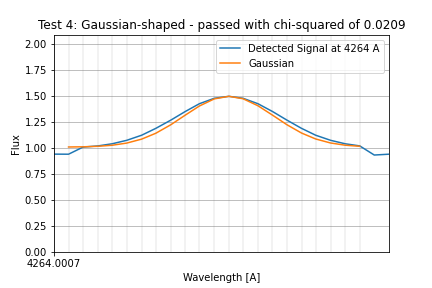 Test 4: Gaussian-shaped - passed with chi-squared of 0.0209
2.00
1.75
1.50
1.25
1.00
0.75
0.50
0.25
0.00
Flux
Detected Signal at 4264 A
Gaussian
4264.0007
Wavelength [A]